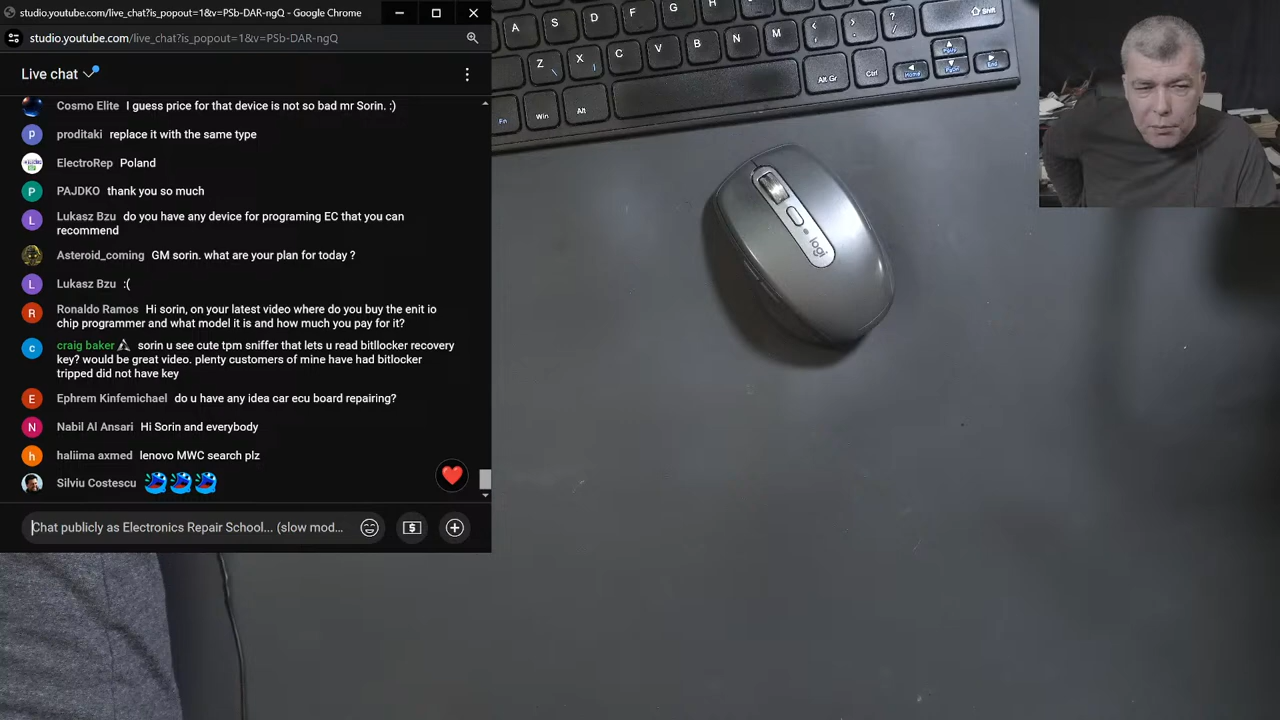 studio.youtube.com/live_chat?is_popout=1&v=PSb-DAR-ngQ - Google Chrome
studio.youtube.com/live_chat?is_popout=1&v=PSb-DAR-ngQ
Live chat
Cosmo Elite I guess price for that device is not so bad mr Sorin. :)
p proditaki replace it with the same type
ElectroRep Poland
P PAJDKO thank you so much
L Lukasz Bzu do you have any device for programing EC that you can
recommend
Asteroid_coming GM sorin. what are your plan for today ?
L Lukasz Bzu :(
R Ronaldo Ramos Hi sorin, on your latest video where do you buy the enit io
chip programmer and what model it is and how much you pay for it?
c craig baker sorin u see cute tpm sniffer that lets u read bitllocker recovery
key? would be great video. plenty customers of mine have had bitlocker
tripped did not have key
E Ephrem Kinfemichael do u have any idea car ecu board repairing?
N Nabil Al Ansari Hi Sorin and everybody
h haliima axmed lenovo MWC search plz
Silviu Costescu
Chat publicly as Electronics Repair School... (slow mod...
A S D F G H
Z X C V B N M < > ? / Shift
Fn Win Alt Alt Gr Ctrl Home PgUp PgDn End
logi